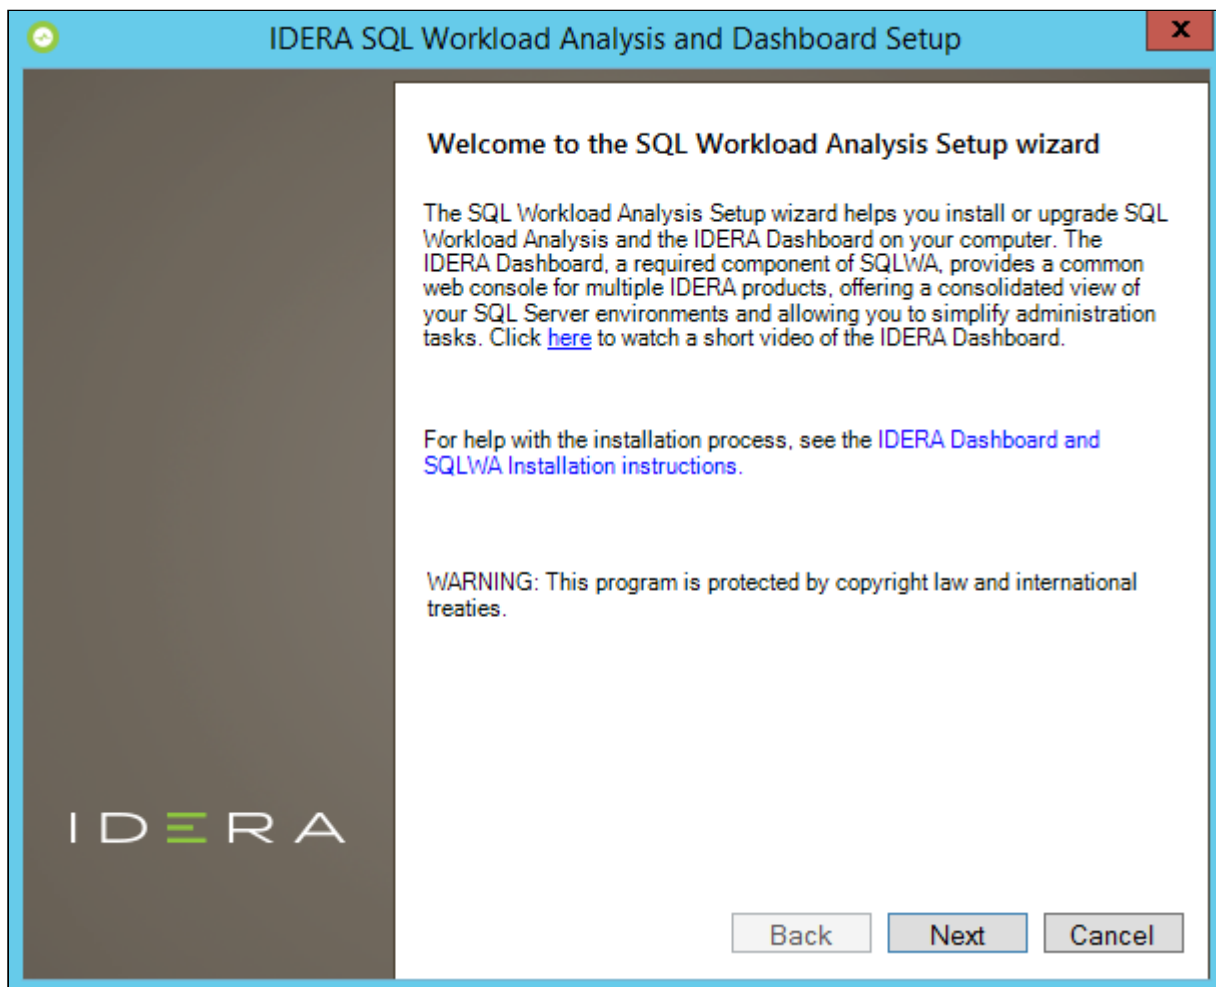 IDERA SQL Workload Analysis and Dashboard Setup
x
Welcome to the SQL Workload Analysis Setup wizard
The SQL Workload Analysis Setup wizard helps you install or upgrade SQL
Workload Analysis and the IDERA Dashboard on your computer. The
IDERA Dashboard, a required component of SQLWA, provides a common
web console for multiple IDERA products, offering a consolidated view of
your SQL Server environments and allowing you to simplify administration
tasks. Click here to watch a short video of the IDERA Dashboard.
For help with the installation process, see the IDERA Dashboard and
SQLWA Installation instructions.
WARNING: This program is protected by copyright law and international
treaties.
IDERA
Back Next Cancel